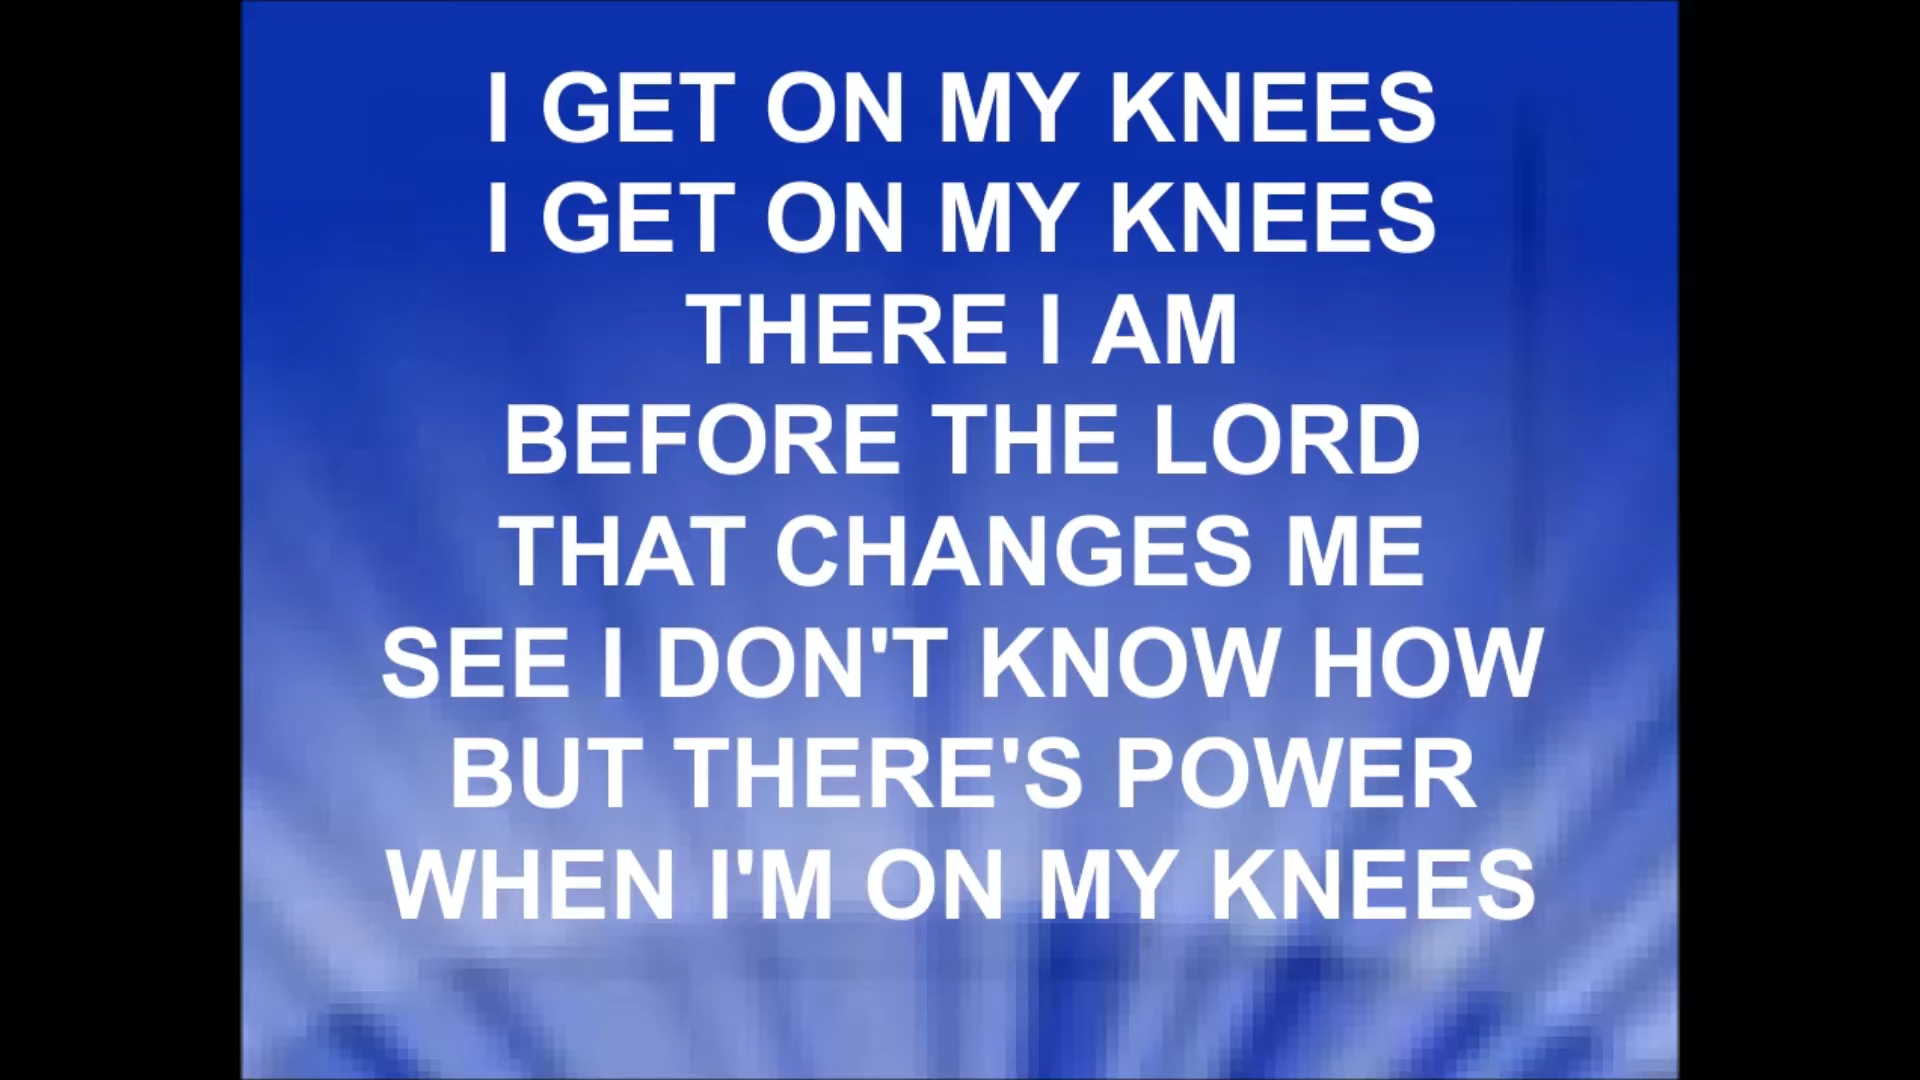 I GET ON MY KNEES
I GET ON MY KNEES
THERE I AM
BEFORE THE LORD
THAT CHANGES ME
SEE I DON'T KNOW HOW
BUT THERE'S POWER
WHEN I'M ON MY KNEES